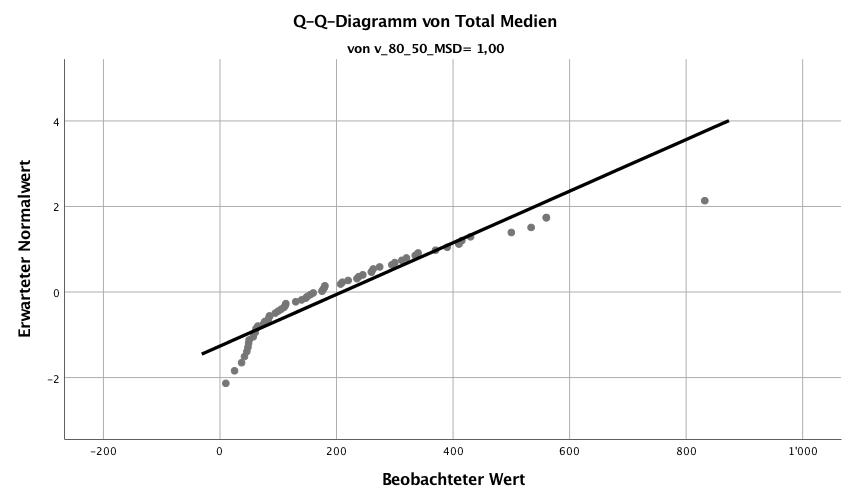 Q-Q-Diagramm von Total Medien
von v_80_50_MSD= 1,00
Erwarteter Normalwert
4
2
0
-2
-200
0
200
400
600
800
1'000
Beobachteter Wert